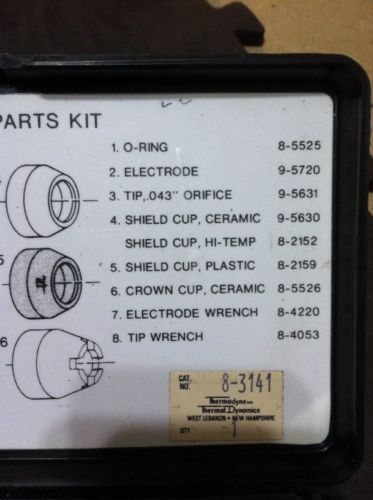 PARTS KIT
1. O-RING 8-5525
2. ELECTRODE 9-5720
3. TIP,.043" ORIFICE 9-5631
4. SHIELD CUP, CERAMIC 9-5630
SHIELD CUP, HI-TEMP 8-2152
5. SHIELD CUP, PLASTIC 8-2159
6. CROWN CUP, CERAMIC 8-5526
7. ELECTRODE WRENCH 8-4220
8. TIP WRENCH 8-4053
5
6
CAT. NO. 8-3141
Thermadyne
Thermal Dynamics
WEST LEBANON • NEW HAMPSHIRE
QTY 1